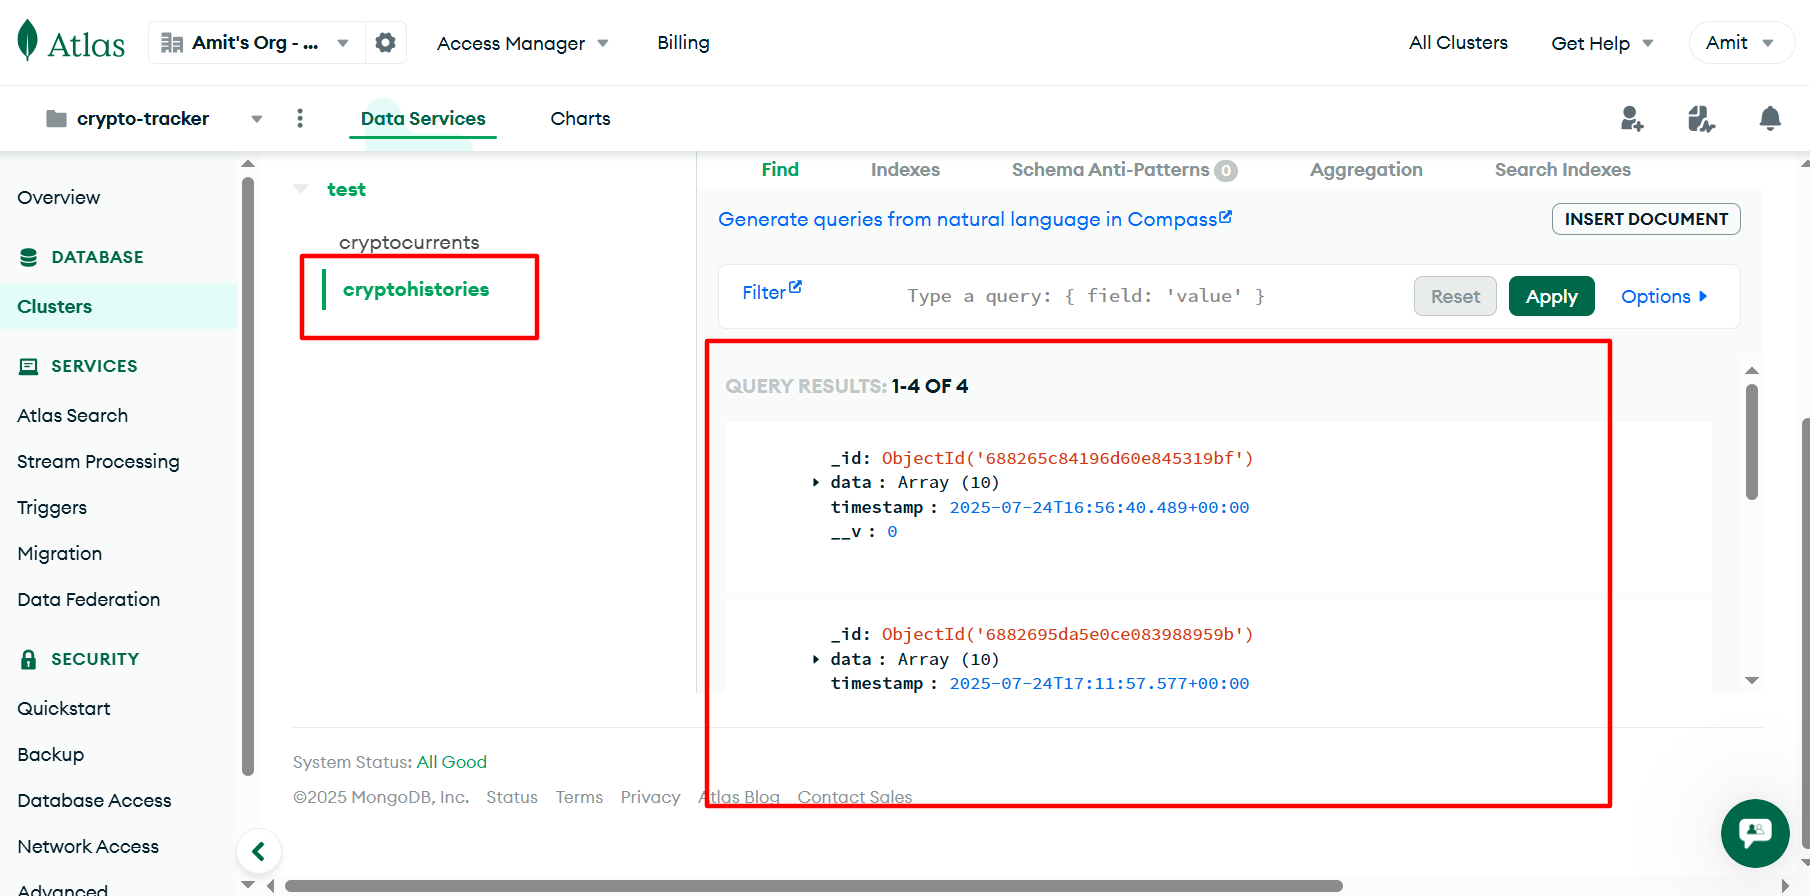 Atlas
Amit's Org - ...
Access Manager
Billing
All Clusters
Get Help
Amit
crypto-tracker
Data Services
Charts
Overview
DATABASE
Clusters
SERVICES
Atlas Search
Stream Processing
Triggers
Migration
Data Federation
SECURITY
Quickstart
Backup
Database Access
Network Access
Advanced
test
cryptocurrents
cryptohistories
Find
Indexes
Schema Anti-Patterns 0
Aggregation
Search Indexes
Generate queries from natural language in Compass
INSERT DOCUMENT
Filter
Type a query: { field: 'value' }
Reset
Apply
Options
QUERY RESULTS: 1-4 OF 4
_id: ObjectId('688265c84196d60e845319bf')
data : Array (10)
timestamp : 2025-07-24T16:56:40.489+00:00
__v : 0
_id: ObjectId('6882695da5e0ce083988959b')
data : Array (10)
timestamp : 2025-07-24T17:11:57.577+00:00
System Status: All Good
©2025 MongoDB, Inc. Status Terms Privacy Atlas Blog Contact Sales